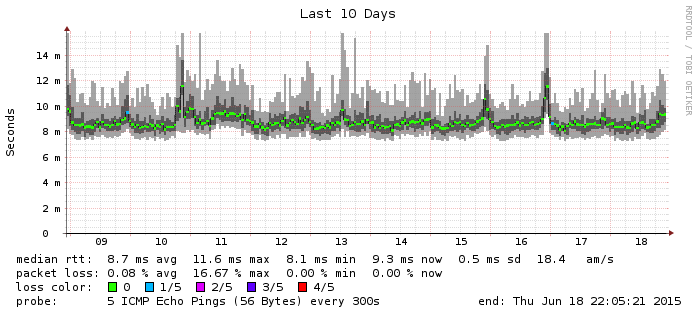 Last 10 Days
RRDTOOL / TOBI OETIKER
Seconds
14 m
12 m
10 m
8 m
6 m
4 m
2 m
0
09 10 11 12 13 14 15 16 17 18
median rtt: 8.7 ms avg 11.6 ms max 8.1 ms min 9.3 ms now 0.5 ms sd 18.4 am/s
packet loss: 0.08 % avg 16.67 % max 0.00 % min 0.00 % now
loss color: 0 1/5 2/5 3/5 4/5
probe: 5 ICMP Echo Pings (56 Bytes) every 300s end: Thu Jun 18 22:05:21 2015